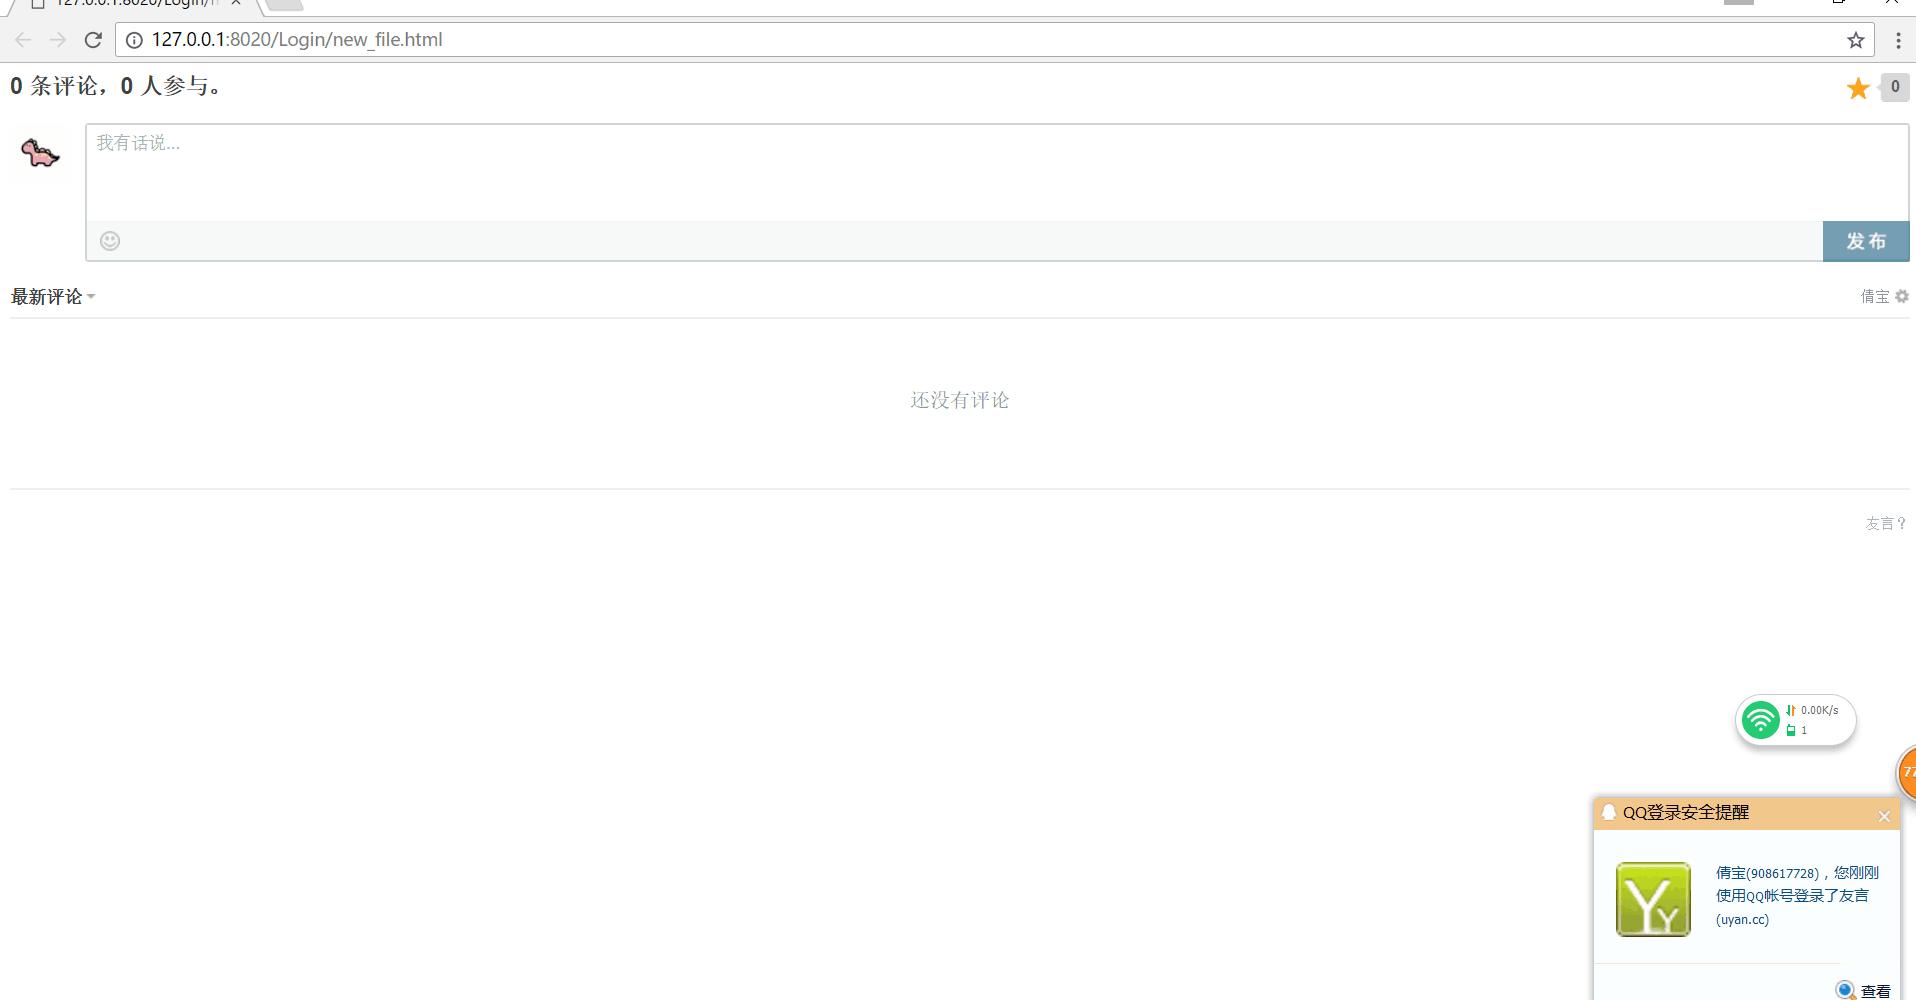 127.0.0.1:8020/Login/
127.0.0.1:8020/Login/new_file.html
0 条评论，0 人参与。
0
我有话说...
发布
最新评论
倩宝
还没有评论
友言？
0.00K/s
1
77
QQ登录安全提醒
倩宝(908617728)，您刚刚
使用QQ帐号登录了友言
(uyan.cc)
YY
查看